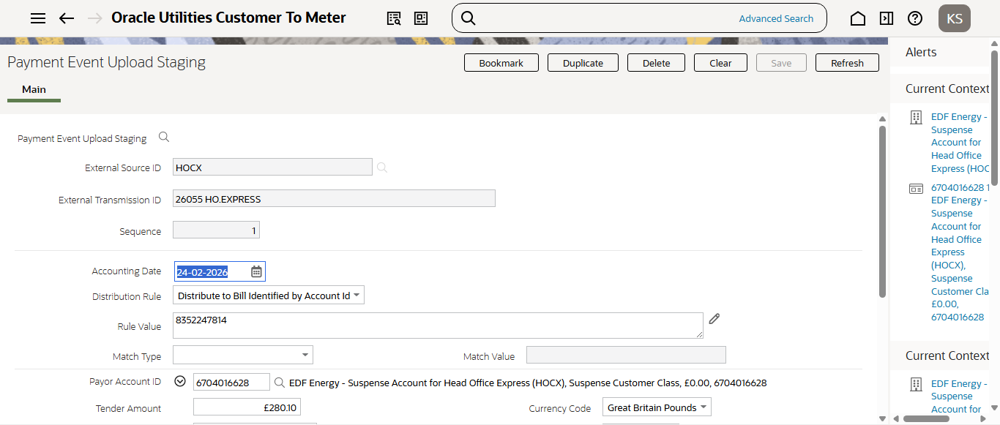 Oracle Utilities Customer To Meter
Advanced Search
KS
Payment Event Upload Staging
Bookmark
Duplicate
Delete
Clear
Save
Refresh
Main
Payment Event Upload Staging
External Source ID
HOCX
External Transmission ID
26055 HO.EXPRESS
Sequence
1
Accounting Date
24-02-2026
Distribution Rule
Distribute to Bill Identified by Account Id
Rule Value
8352247814
Match Type
Match Value
Payor Account ID
6704016628
EDF Energy - Suspense Account for Head Office Express (HOCX), Suspense Customer Class, £0.00, 6704016628
Tender Amount
£280.10
Currency Code
Great Britain Pounds
Alerts
Current Context
EDF Energy -
Suspense
Account for
Head Office
Express (HOC
6704016628 1
EDF Energy -
Suspense
Account for
Head Office
Express
(HOCX),
Suspense
Customer Cla
£0.00,
6704016628
Current Context
EDF Energy -
Suspense
Account for